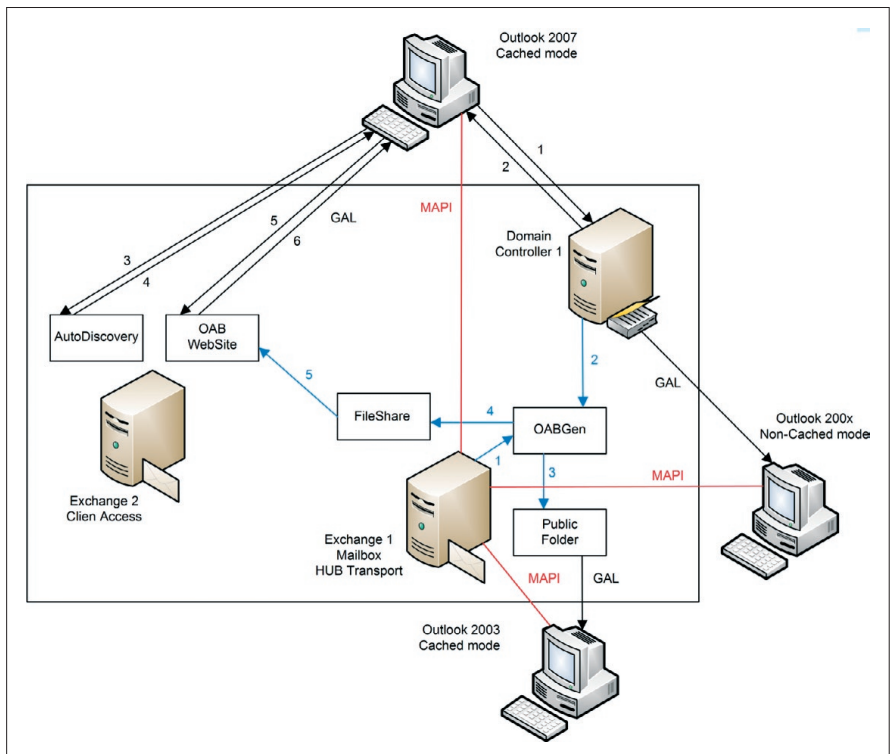 Outlook 2007
Cached mode
1
2
MAPI
5
6
GAL
3
4
Domain
Controller 1
AutoDiscovery
OAB
WebSite
2
GAL
5
FileShare
4
OABGen
Outlook 200x
Non-Cached mode
1
3
MAPI
Exchange 2
Clien Access
Exchange 1
Mailbox
HUB Transport
Public
Folder
MAPI
GAL
Outlook 2003
Cached mode